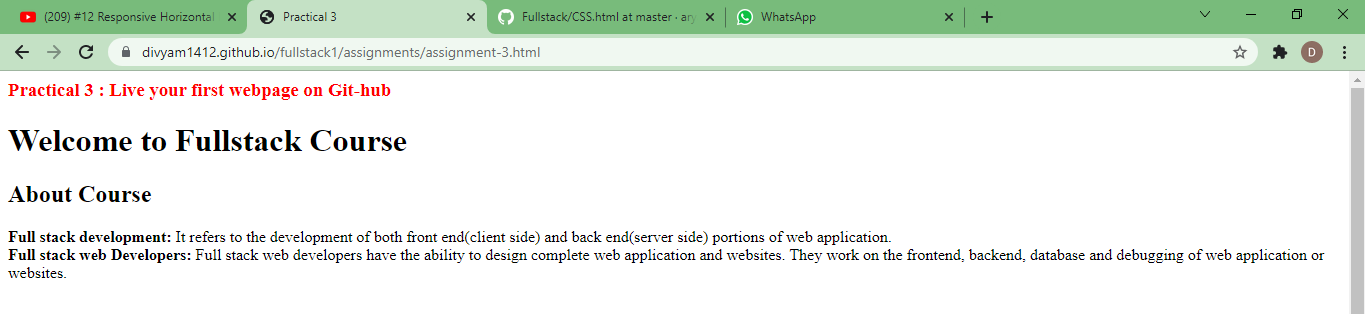 (209) #12 Responsive Horizontal
Practical 3
Fullstack/CSS.html at master · ary
WhatsApp
divyam1412.github.io/fullstack1/assignments/assignment-3.html
D
Practical 3 : Live your first webpage on Git-hub
Welcome to Fullstack Course
About Course
Full stack development: It refers to the development of both front end(client side) and back end(server side) portions of web application.
Full stack web Developers: Full stack web developers have the ability to design complete web application and websites. They work on the frontend, backend, database and debugging of web application or
websites.